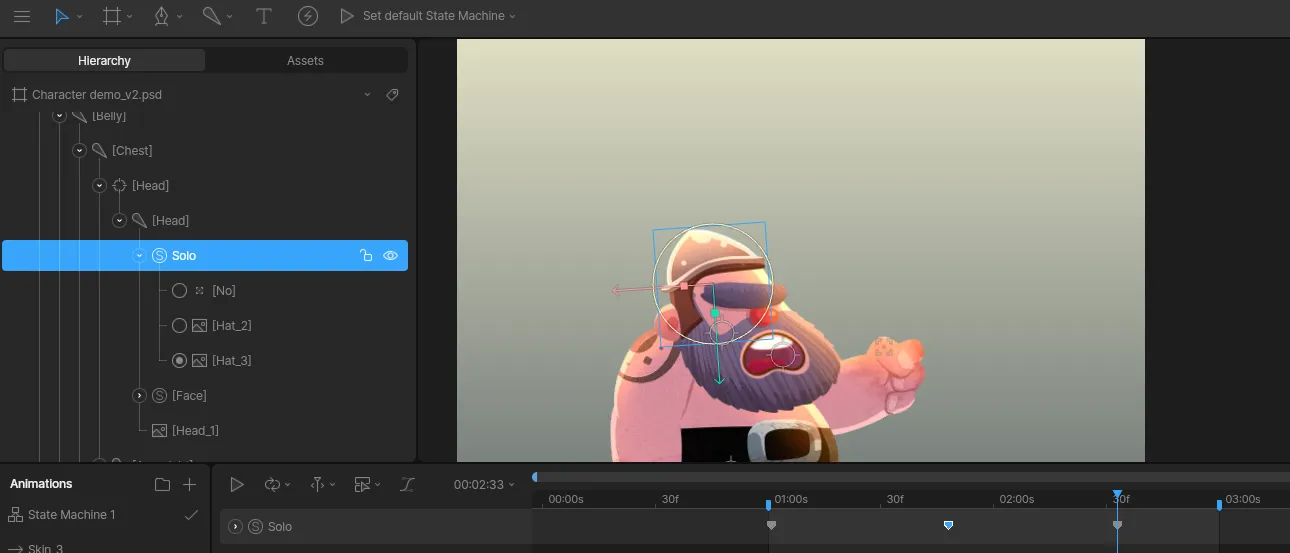 Set default State Machine
Hierarchy
Assets
Character demo_v2.psd
[Belly]
[Chest]
[Head]
[Head]
Solo
[No]
[Hat_2]
[Hat_3]
[Face]
[Head_1]
Animations
00:02:33
00:00s 30f 01:00s 30f 02:00s 30f 03:00s
State Machine 1
Solo
Skin_3